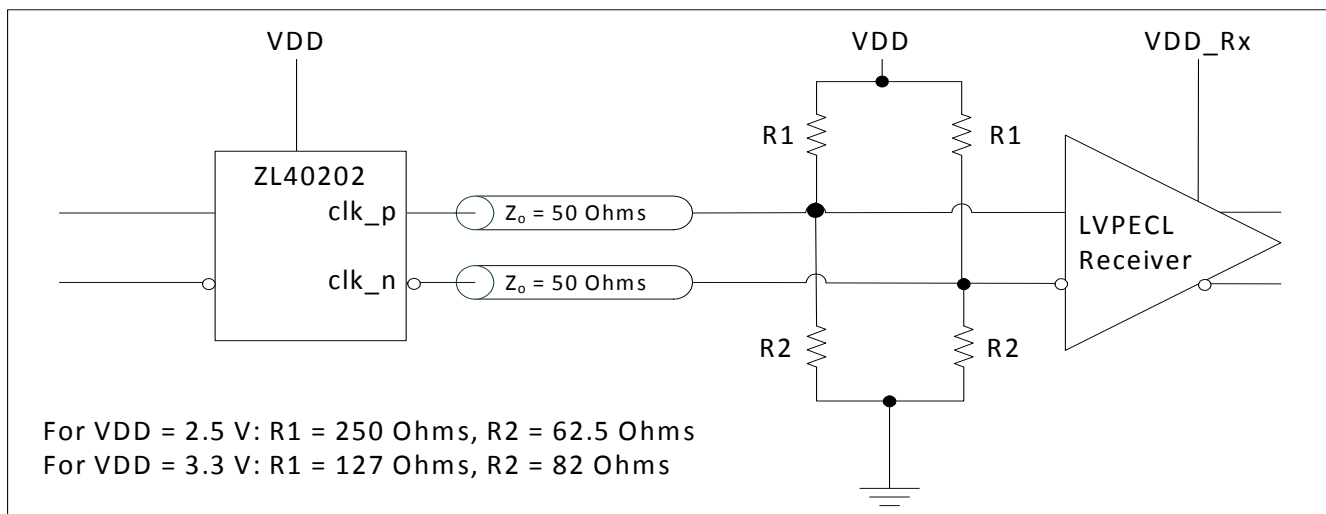 VDD
VDD
VDD_Rx
ZL40202
R1
R1
clk_p
Zo = 50 Ohms
LVPECL
Receiver
clk_n
Zo = 50 Ohms
R2
R2
For VDD = 2.5 V: R1 = 250 Ohms, R2 = 62.5 Ohms
For VDD = 3.3 V: R1 = 127 Ohms, R2 = 82 Ohms